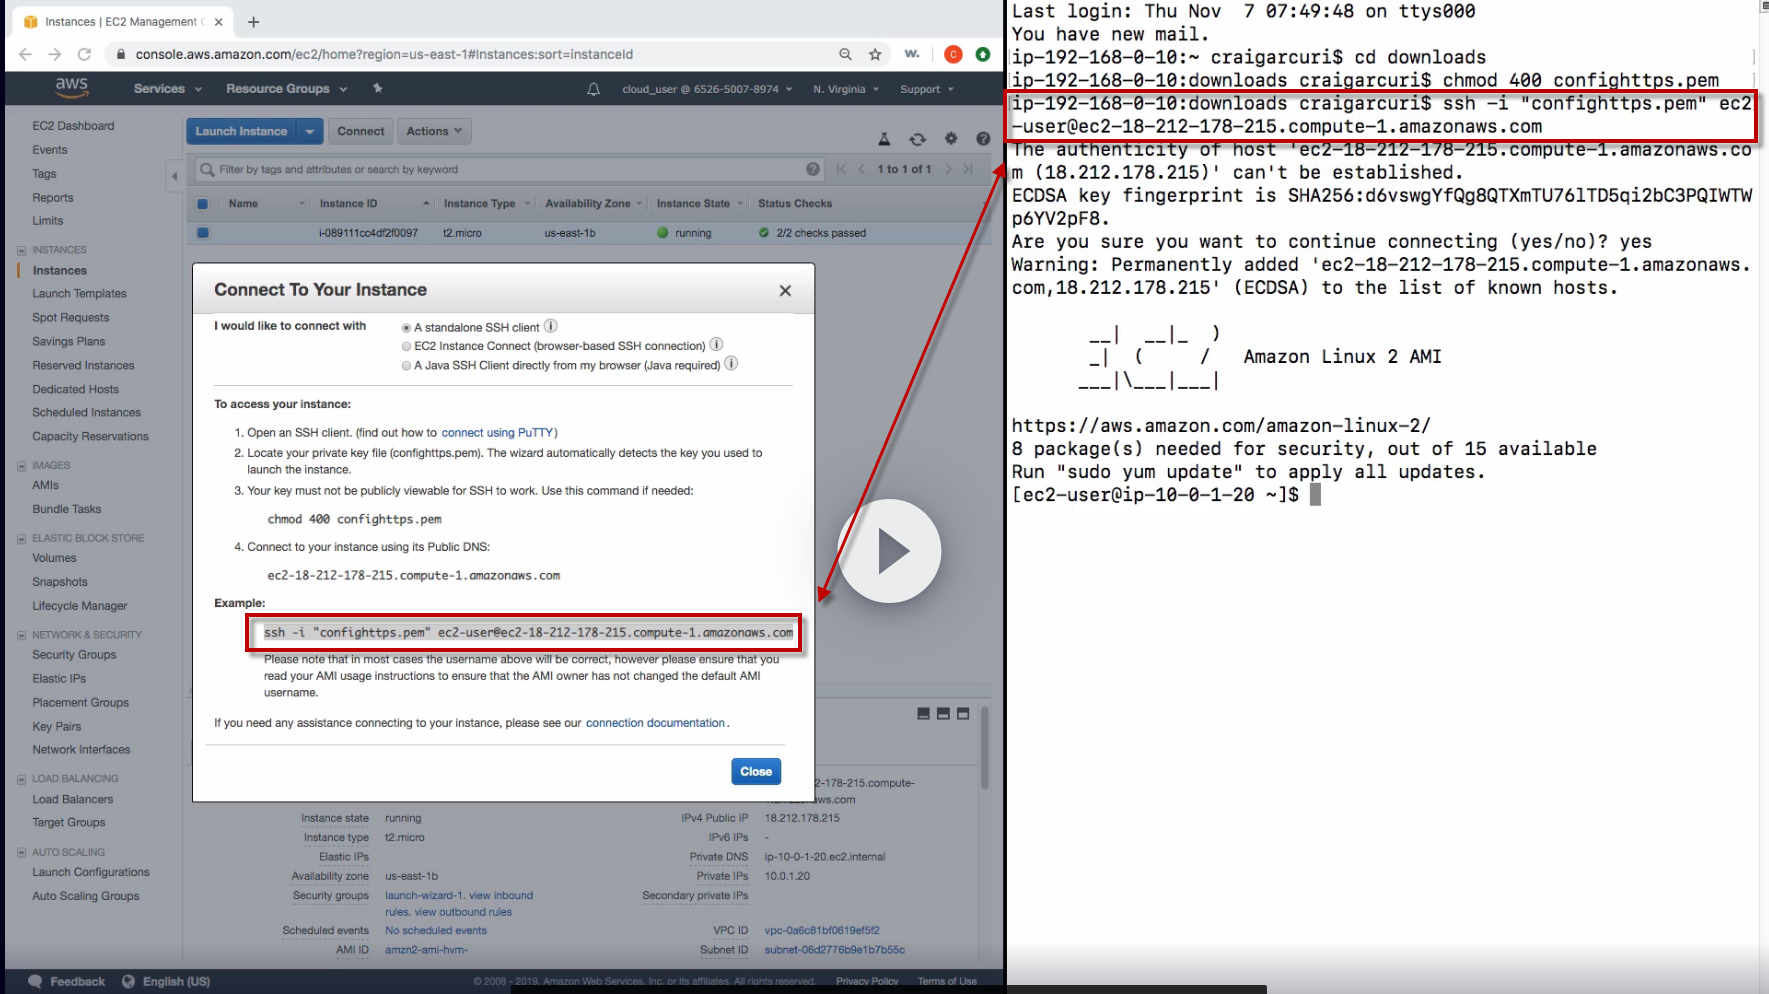 Instances | EC2 Management C
console.aws.amazon.com/ec2/home?region=us-east-1#Instances:sort=instanceId
w.
C
aws
Services
Resource Groups
cloud_user @ 6526-5007-8974
N. Virginia
Support
EC2 Dashboard
Events
Tags
Reports
Limits
INSTANCES
Instances
Launch Templates
Spot Requests
Savings Plans
Reserved Instances
Dedicated Hosts
Scheduled Instances
Capacity Reservations
IMAGES
AMIs
Bundle Tasks
ELASTIC BLOCK STORE
Volumes
Snapshots
Lifecycle Manager
NETWORK & SECURITY
Security Groups
Elastic IPs
Placement Groups
Key Pairs
Network Interfaces
LOAD BALANCING
Load Balancers
Target Groups
AUTO SCALING
Launch Configurations
Auto Scaling Groups
Launch Instance
Connect
Actions
Filter by tags and attributes or search by keyword
1 to 1 of 1
Name Instance ID Instance Type Availability Zone Instance State Status Checks
i-089111cc4df2f0097 t2.micro us-east-1b running 2/2 checks passed
Connect To Your Instance
I would like to connect with
A standalone SSH client
EC2 Instance Connect (browser-based SSH connection)
A Java SSH Client directly from my browser (Java required)
To access your instance:
1. Open an SSH client. (find out how to connect using PuTTY)
2. Locate your private key file (confighttps.pem). The wizard automatically detects the key you used to
launch the instance.
3. Your key must not be publicly viewable for SSH to work. Use this command if needed:
chmod 400 confighttps.pem
4. Connect to your instance using its Public DNS:
ec2-18-212-178-215.compute-1.amazonaws.com
Example:
ssh -i "confighttps.pem" ec2-user@ec2-18-212-178-215.compute-1.amazonaws.com
Please note that in most cases the username above will be correct, however please ensure that you
read your AMI usage instructions to ensure that the AMI owner has not changed the default AMI
username.
If you need any assistance connecting to your instance, please see our connection documentation.
Close
2-178-215.compute-
ws.com
Instance state running
IPv4 Public IP 18.212.178.215
Instance type t2.micro
IPv6 IPs -
Elastic IPs
Private DNS ip-10-0-1-20.ec2.internal
Availability zone us-east-1b
Private IPs 10.0.1.20
Security groups launch-wizard-1. view inbound
rules. view outbound rules
Secondary private IPs
Scheduled events No scheduled events
VPC ID vpc-0a6c81bf0619ef5f2
AMI ID amzn2-ami-hvm-
Subnet ID subnet-06d2776b9e1b7b55c
Feedback
English (US)
© 2008 - 2019, Amazon Web Services, Inc. or its affiliates. All rights reserved.
Privacy Policy
Terms of Use
Last login: Thu Nov  7 07:49:48 on ttys000
You have new mail.
ip-192-168-0-10:~ craigarcuri$ cd downloads
ip-192-168-0-10:downloads craigarcuri$ chmod 400 confighttps.pem
ip-192-168-0-10:downloads craigarcuri$ ssh -i "confighttps.pem" ec2
-user@ec2-18-212-178-215.compute-1.amazonaws.com
The authenticity of host 'ec2-18-212-178-215.compute-1.amazonaws.co
m (18.212.178.215)' can't be established.
ECDSA key fingerprint is SHA256:d6vswgYfQg8QTXmTU76lTD5qi2bC3PQIWTW
p6YV2pF8.
Are you sure you want to continue connecting (yes/no)? yes
Warning: Permanently added 'ec2-18-212-178-215.compute-1.amazonaws.
com,18.212.178.215' (ECDSA) to the list of known hosts.
__|  __|_  )
_|  (     /   Amazon Linux 2 AMI
___|\___|___|
https://aws.amazon.com/amazon-linux-2/
8 package(s) needed for security, out of 15 available
Run "sudo yum update" to apply all updates.
[ec2-user@ip-10-0-1-20 ~]$